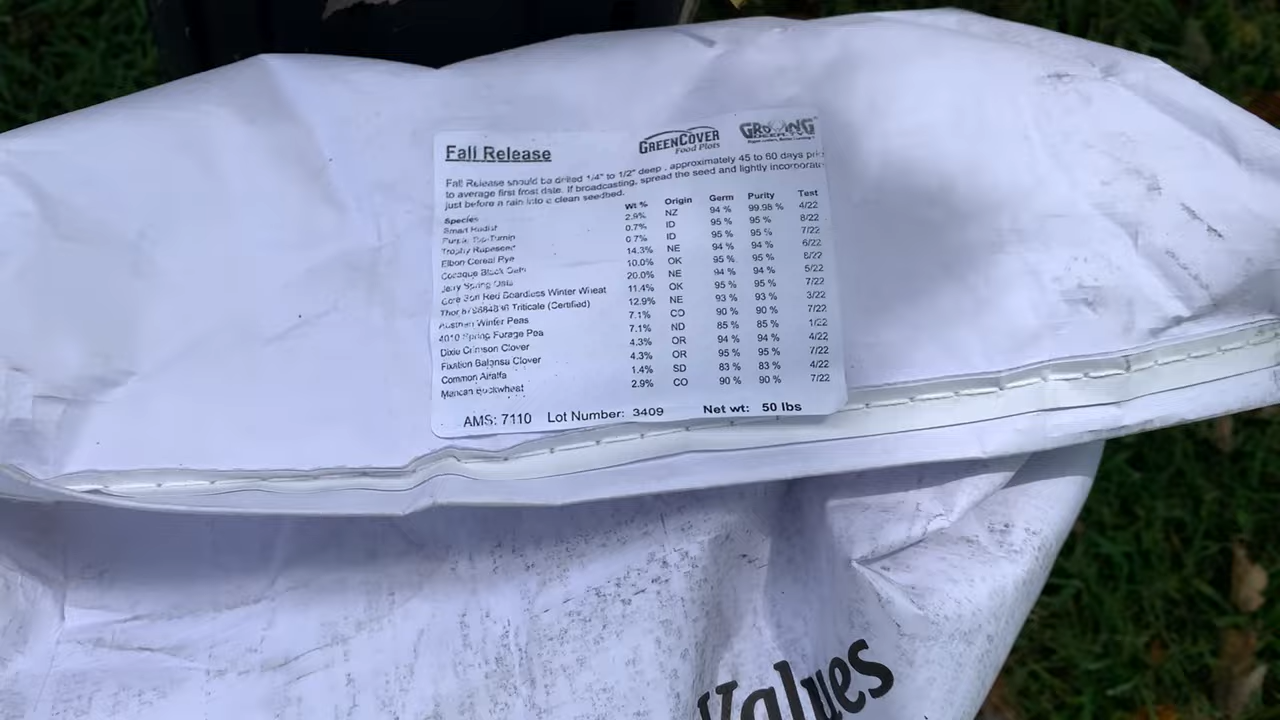 Fall Release
GREENCOVER
Food Plots
GROWING
DEER.TV
Fall Release should be drilled 1/4" to 1/2" deep , approximately 45 to 60 days
to average first frost date. If broadcasting, spread the seed and lightly
just before a rain into a clean seedbed.
Species Wt % Origin Germ Purity Test
Smart Radish 2.9% NZ 94 % 99.98 % 4/22
Purple Top Turnip 0.7% ID 95 % 95 % 8/22
Trophy Rapeseed 0.7% ID 95 % 95 % 7/22
Elbon Cereal Rye 14.3% NE 94 % 94 % 6/22
Cosaque Black Oats 10.0% OK 95 % 95 % 8/22
Jerry Spring Oats 20.0% NE 94 % 94 % 5/22
Soft Red Beardless Winter Wheat 11.4% OK 95 % 95 % 7/22
Triticale (Certified) 12.9% NE 93 % 93 % 3/22
Austrian Winter Peas 7.1% CO 90 % 90 % 7/22
4010 Spring Forage Pea 7.1% ND 85 % 85 % 1/22
Dixie Crimson Clover 4.3% OR 94 % 94 % 4/22
Fixation Balansa Clover 4.3% OR 95 % 95 % 7/22
Common Alfalfa 1.4% SD 83 % 83 % 4/22
Mancan Buckwheat 2.9% CO 90 % 90 % 7/22
AMS: 7110 Lot Number: 3409 Net wt: 50 lbs
Values